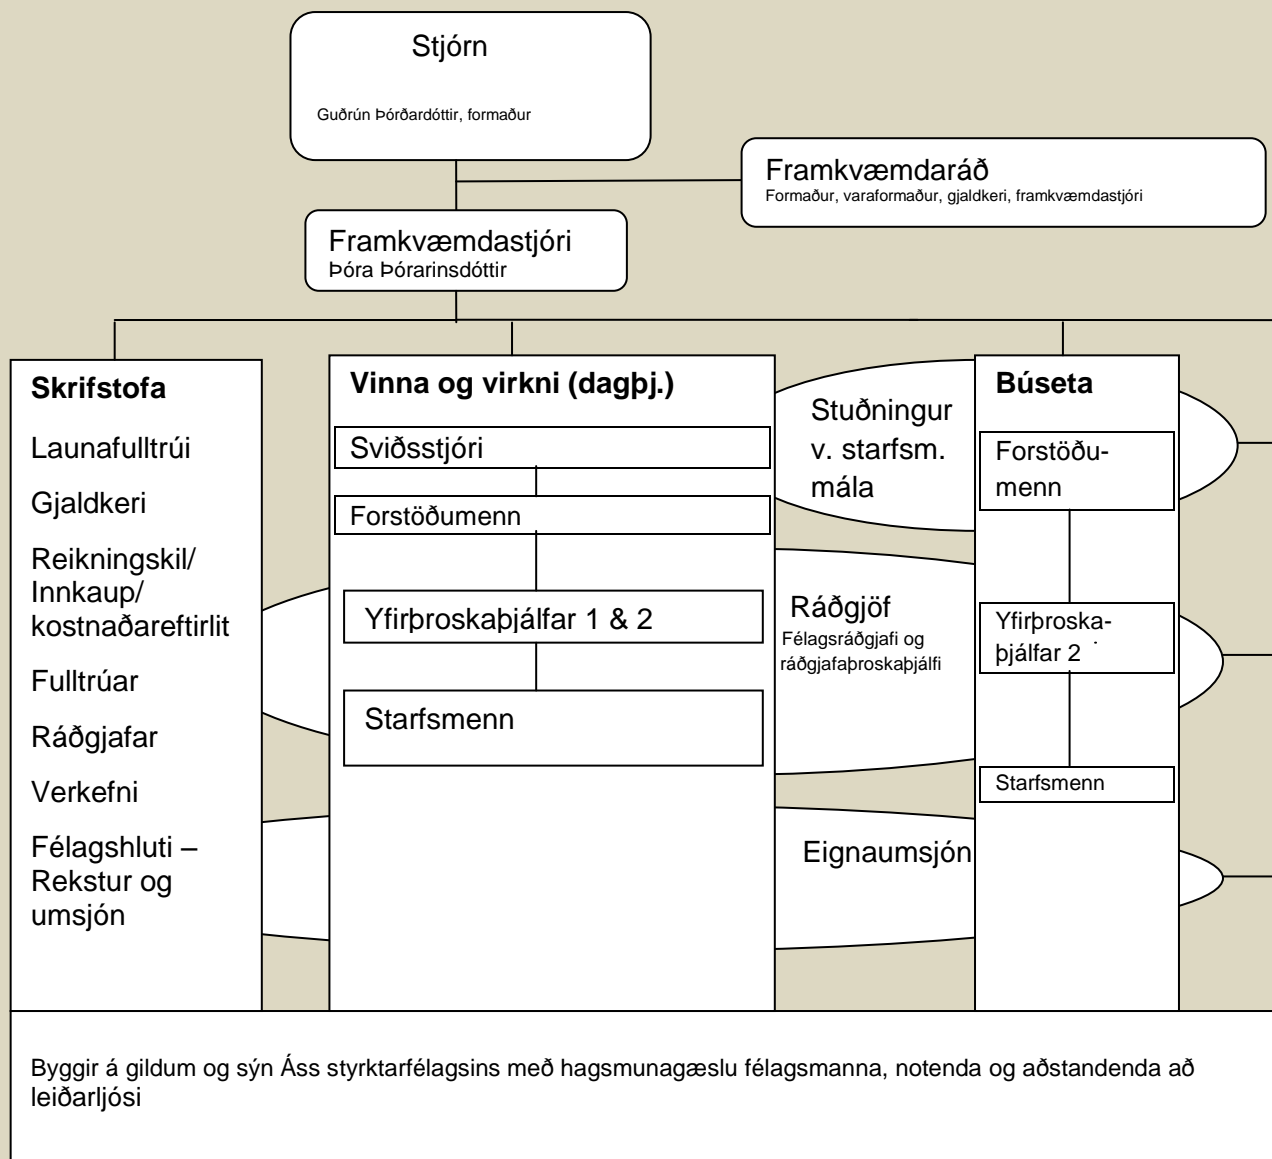 Stjórn
Guðrún Þórðardóttir, formaður
Framkvæmdaráð
Formaður, varaformaður, gjaldkeri, framkvæmdastjóri
Framkvæmdastjóri
Þóra Þórarinsdóttir
Skrifstofa
Launafulltrúi
Gjaldkeri
Reikningskil/
Innkaup/
kostnaðareftirlit
Fulltrúar
Ráðgjafar
Verkefni
Félagshluti –
Rekstur og
umsjón
Vinna og virkni (dagþj.)
Sviðsstjóri
Forstöðumenn
Yfirþroskaþjálfar 1 & 2
Starfsmenn
Stuðningur
v. starfsm.
mála
Ráðgjöf
Félagsráðgjafi og
ráðgjafaþroskaþjálfi
Eignaumsjón
Búseta
Forstöðu-
menn
Yfirþroska-
þjálfar 2
Starfsmenn
Byggir á gildum og sýn Áss styrktarfélagsins með hagsmunagæslu félagsmanna, notenda og aðstandenda að
leiðarljósi